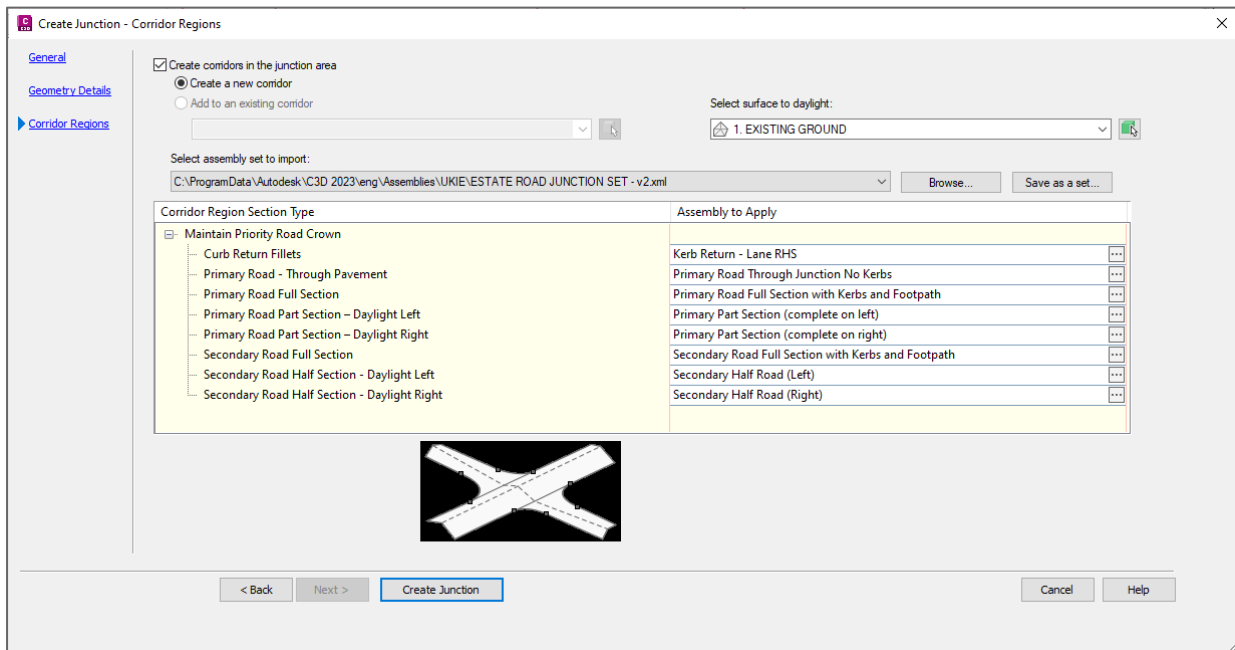 Create Junction - Corridor Regions
General
Geometry Details
Corridor Regions
Create corridors in the junction area
Create a new corridor
Add to an existing corridor
Select surface to daylight:
1. EXISTING GROUND
Select assembly set to import:
C:\ProgramData\Autodesk\C3D 2023\eng\Assemblies\UKIE\ESTATE ROAD JUNCTION SET - v2.xml
Browse...
Save as a set...
Corridor Region Section Type Assembly to Apply
Maintain Priority Road Crown
Curb Return Fillets Kerb Return - Lane RHS
Primary Road - Through Pavement Primary Road Through Junction No Kerbs
Primary Road Full Section Primary Road Full Section with Kerbs and Footpath
Primary Road Part Section – Daylight Left Primary Part Section (complete on left)
Primary Road Part Section – Daylight Right Primary Part Section (complete on right)
Secondary Road Full Section Secondary Road Full Section with Kerbs and Footpath
Secondary Road Half Section - Daylight Left Secondary Half Road (Left)
Secondary Road Half Section - Daylight Right Secondary Half Road (Right)
< Back Next > Create Junction Cancel Help